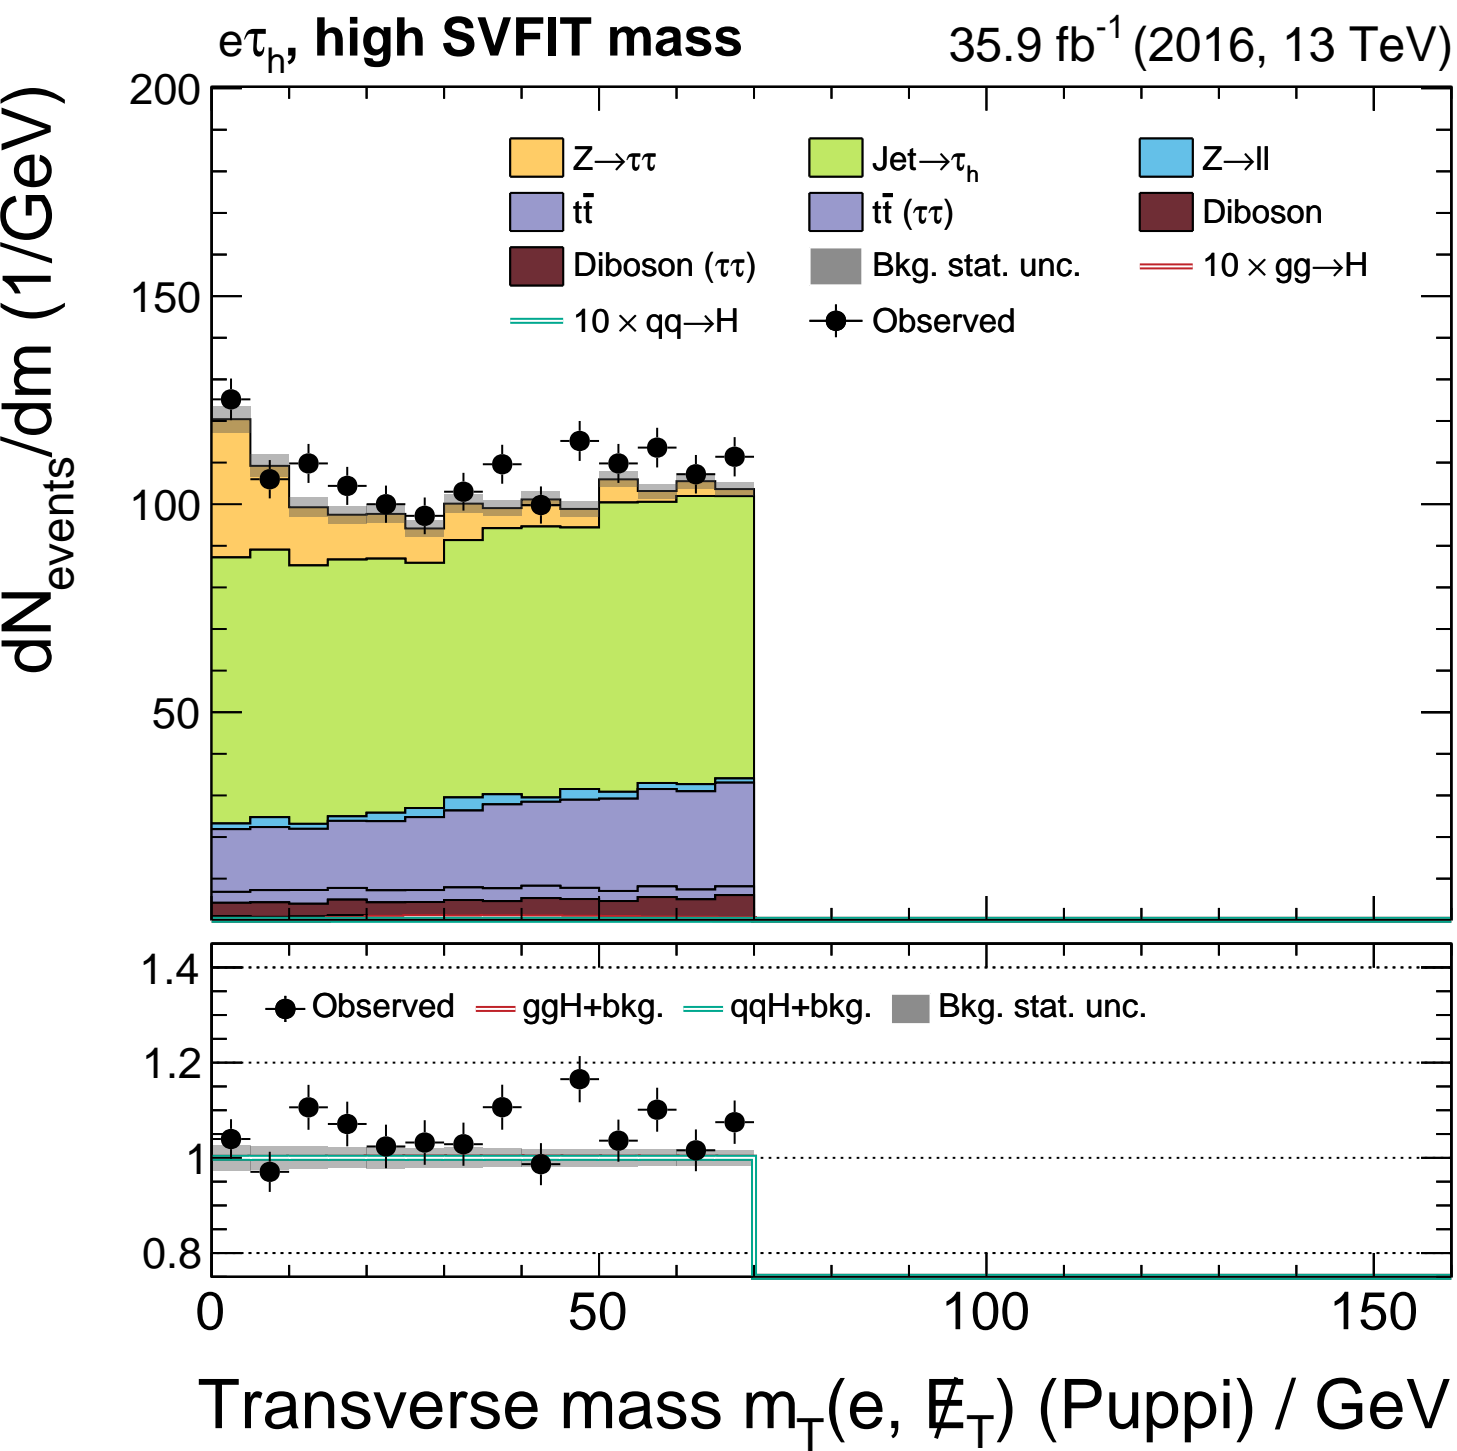 eτh, high SVFIT mass 35.9 fb-1 (2016, 13 TeV)
dNevents/dm (1/GeV)
200
150
100
50
Z→ττ Jet→τh Z→ll
tt̄ tt̄ (ττ) Diboson
Diboson (ττ) Bkg. stat. unc. 10 × gg→H
10 × qq→H Observed
1.4
1.2
1
0.8
Observed ggH+bkg. qqH+bkg. Bkg. stat. unc.
0 50 100 150
Transverse mass mT(e, E̸T) (Puppi) / GeV